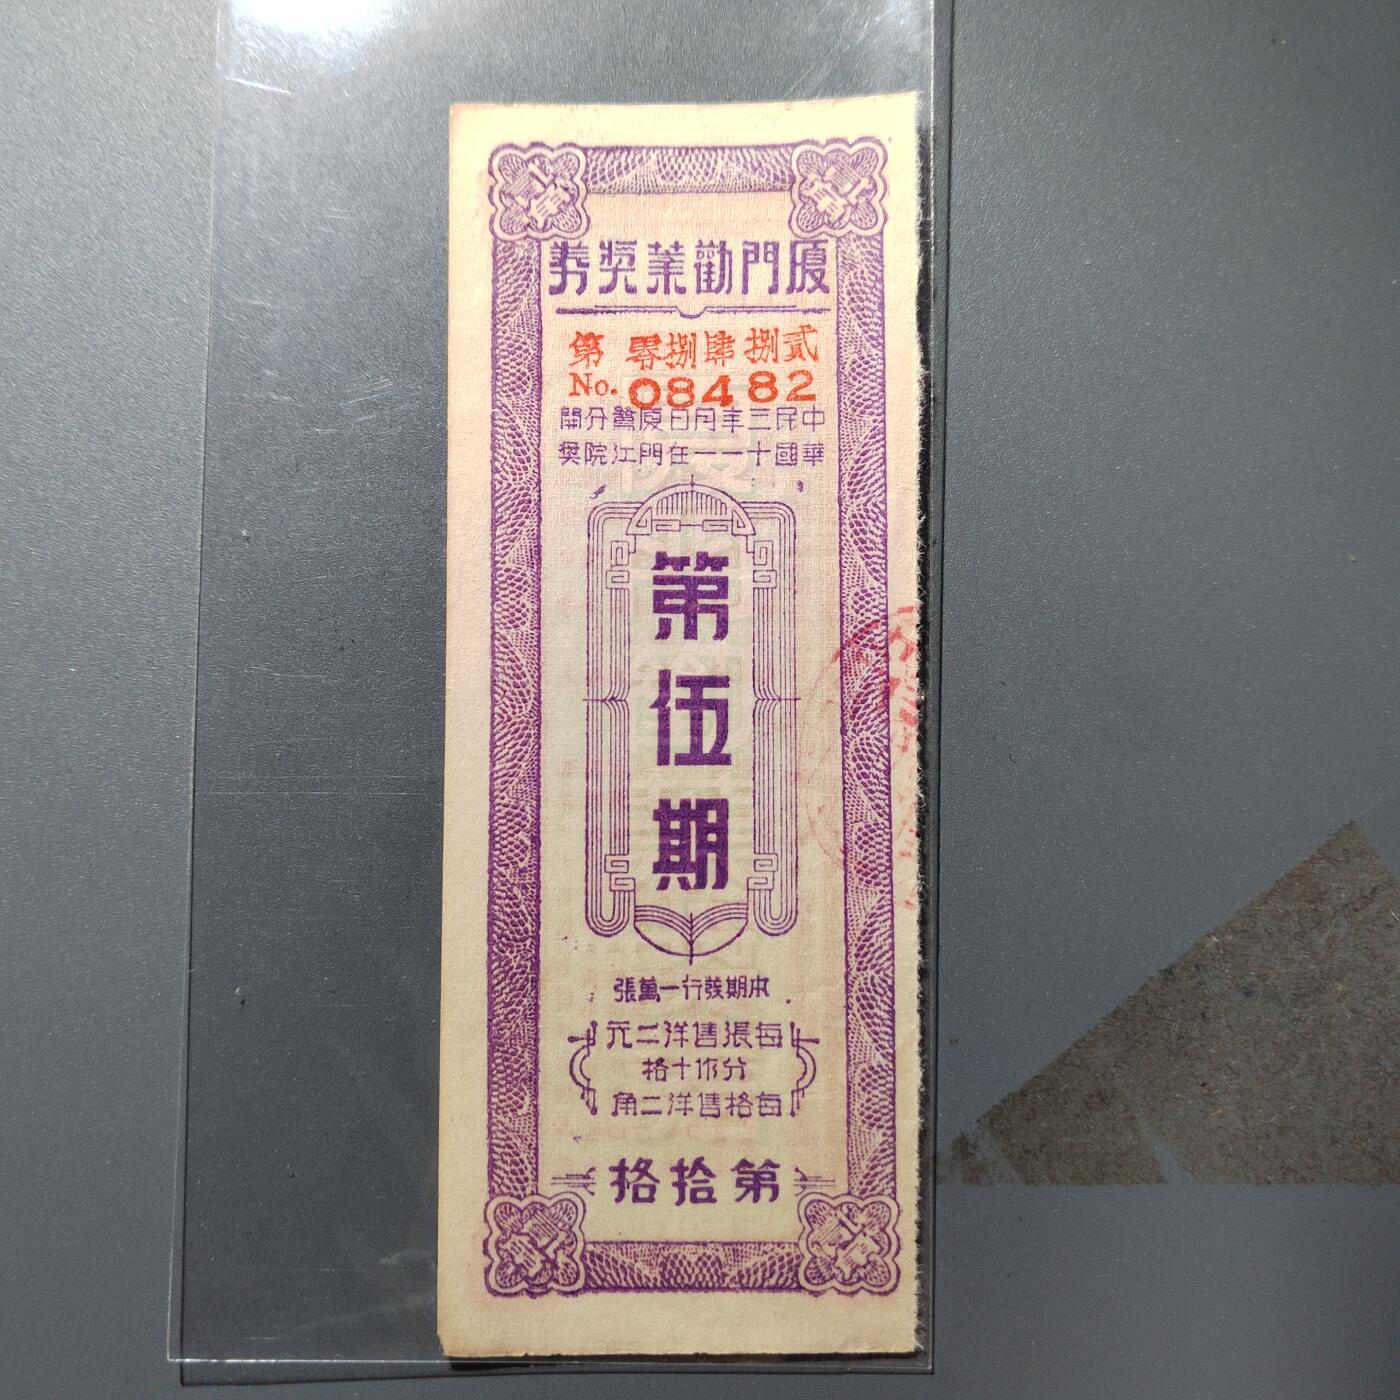 廈門勸業獎券
第 零捌肆捌貳
No. 08482
中華民國三十年一月一日在廈門鷺江分院開獎
第伍期
本期發行一萬張
每張售洋二元
分作十格
每格售洋二角
第拾格